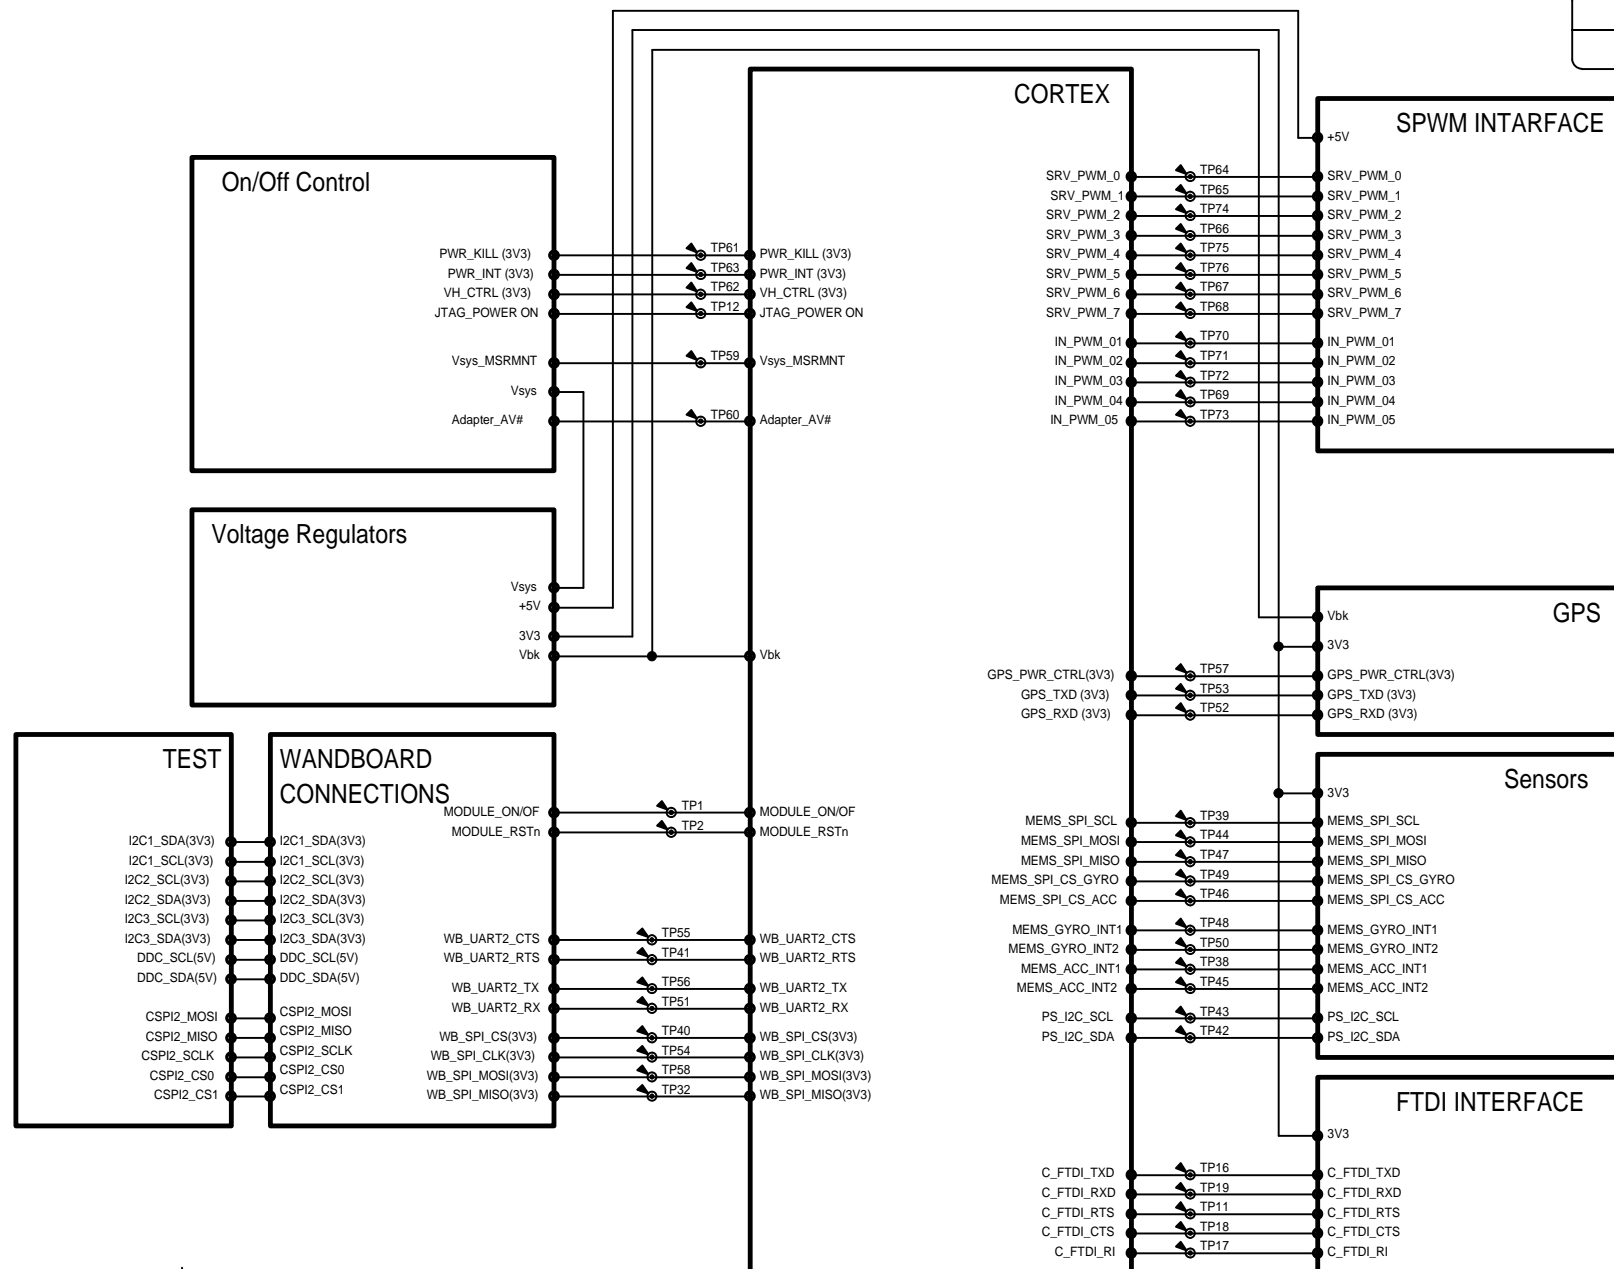 CORTEX
SPWM INTARFACE
+5V
On/Off Control
SRV_PWM_0 TP64 SRV_PWM_0
SRV_PWM_1 TP65 SRV_PWM_1
SRV_PWM_2 TP74 SRV_PWM_2
SRV_PWM_3 TP66 SRV_PWM_3
SRV_PWM_4 TP75 SRV_PWM_4
SRV_PWM_5 TP76 SRV_PWM_5
SRV_PWM_6 TP67 SRV_PWM_6
SRV_PWM_7 TP68 SRV_PWM_7
IN_PWM_01 TP70 IN_PWM_01
IN_PWM_02 TP71 IN_PWM_02
IN_PWM_03 TP72 IN_PWM_03
IN_PWM_04 TP69 IN_PWM_04
IN_PWM_05 TP73 IN_PWM_05
PWR_KILL (3V3) TP61 PWR_KILL (3V3)
PWR_INT (3V3) TP63 PWR_INT (3V3)
VH_CTRL (3V3) TP62 VH_CTRL (3V3)
JTAG_POWER ON TP12 JTAG_POWER ON
Vsys_MSRMNT TP59 Vsys_MSRMNT
Vsys
Adapter_AV# TP60 Adapter_AV#
Voltage Regulators
Vsys
+5V
3V3
Vbk Vbk
GPS
Vbk
3V3
GPS_PWR_CTRL(3V3) TP57 GPS_PWR_CTRL(3V3)
GPS_TXD (3V3) TP53 GPS_TXD (3V3)
GPS_RXD (3V3) TP52 GPS_RXD (3V3)
TEST
WANDBOARD
CONNECTIONS
MODULE_ON/OF TP1 MODULE_ON/OF
MODULE_RSTn TP2 MODULE_RSTn
I2C1_SDA(3V3) I2C1_SDA(3V3)
I2C1_SCL(3V3) I2C1_SCL(3V3)
I2C2_SCL(3V3) I2C2_SCL(3V3)
I2C2_SDA(3V3) I2C2_SDA(3V3)
I2C3_SCL(3V3) I2C3_SCL(3V3)
I2C3_SDA(3V3) I2C3_SDA(3V3)
DDC_SCL(5V) DDC_SCL(5V)
DDC_SDA(5V) DDC_SDA(5V)
CSPI2_MOSI CSPI2_MOSI
CSPI2_MISO CSPI2_MISO
CSPI2_SCLK CSPI2_SCLK
CSPI2_CS0 CSPI2_CS0
CSPI2_CS1 CSPI2_CS1
WB_UART2_CTS TP55 WB_UART2_CTS
WB_UART2_RTS TP41 WB_UART2_RTS
WB_UART2_TX TP56 WB_UART2_TX
WB_UART2_RX TP51 WB_UART2_RX
WB_SPI_CS(3V3) TP40 WB_SPI_CS(3V3)
WB_SPI_CLK(3V3) TP54 WB_SPI_CLK(3V3)
WB_SPI_MOSI(3V3) TP58 WB_SPI_MOSI(3V3)
WB_SPI_MISO(3V3) TP32 WB_SPI_MISO(3V3)
Sensors
3V3
MEMS_SPI_SCL TP39 MEMS_SPI_SCL
MEMS_SPI_MOSI TP44 MEMS_SPI_MOSI
MEMS_SPI_MISO TP47 MEMS_SPI_MISO
MEMS_SPI_CS_GYRO TP49 MEMS_SPI_CS_GYRO
MEMS_SPI_CS_ACC TP46 MEMS_SPI_CS_ACC
MEMS_GYRO_INT1 TP48 MEMS_GYRO_INT1
MEMS_GYRO_INT2 TP50 MEMS_GYRO_INT2
MEMS_ACC_INT1 TP38 MEMS_ACC_INT1
MEMS_ACC_INT2 TP45 MEMS_ACC_INT2
PS_I2C_SCL TP43 PS_I2C_SCL
PS_I2C_SDA TP42 PS_I2C_SDA
FTDI INTERFACE
3V3
C_FTDI_TXD TP16 C_FTDI_TXD
C_FTDI_RXD TP19 C_FTDI_RXD
C_FTDI_RTS TP11 C_FTDI_RTS
C_FTDI_CTS TP18 C_FTDI_CTS
C_FTDI_RI TP17 C_FTDI_RI